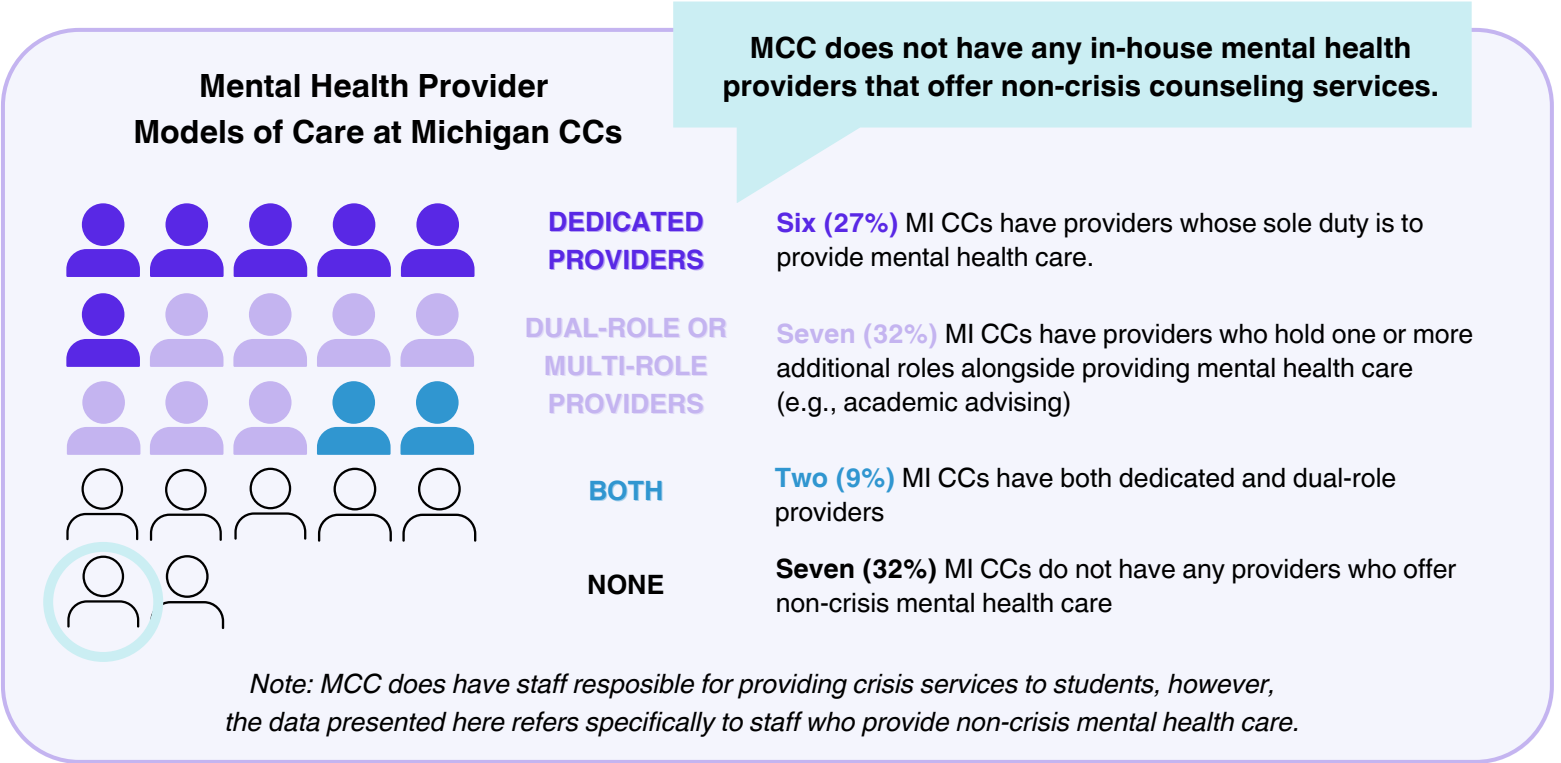 MCC does not have any in-house mental health
providers that offer non-crisis counseling services.
Mental Health Provider
Models of Care at Michigan CCs
DEDICATED
PROVIDERS
Six (27%) MI CCs have providers whose sole duty is to
provide mental health care.
DUAL-ROLE OR
MULTI-ROLE
PROVIDERS
Seven (32%) MI CCs have providers who hold one or more
additional roles alongside providing mental health care
(e.g., academic advising)
BOTH
Two (9%) MI CCs have both dedicated and dual-role
providers
NONE
Seven (32%) MI CCs do not have any providers who offer
non-crisis mental health care
Note: MCC does have staff resposible for providing crisis services to students, however,
the data presented here refers specifically to staff who provide non-crisis mental health care.